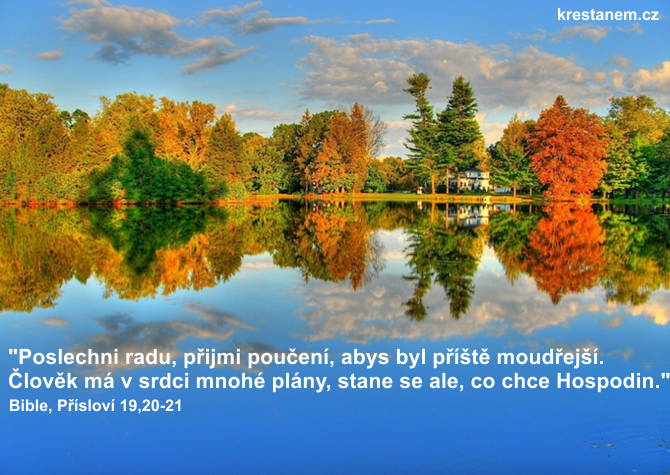 krestanem.cz
"Poslechni radu, přijmi poučení, abys byl příště moudřejší.
Člověk má v srdci mnohé plány, stane se ale, co chce Hospodin."
Bible, Přísloví 19,20-21